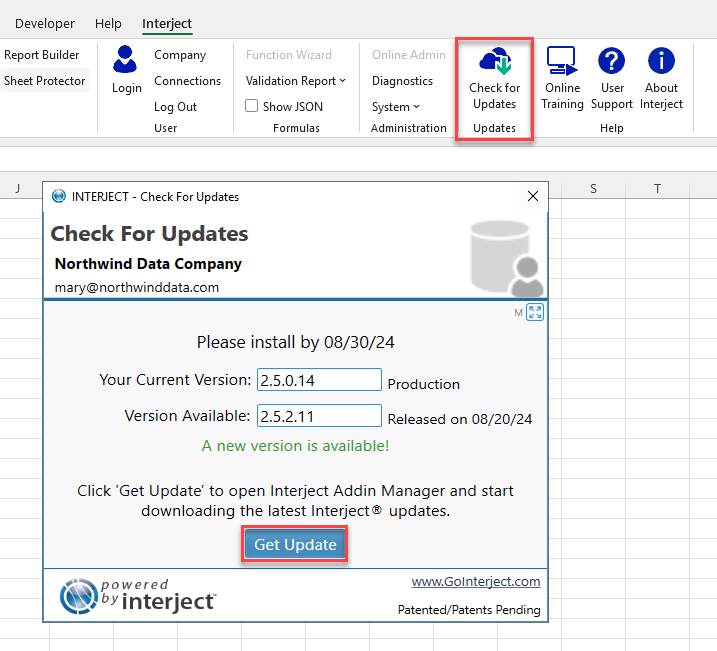 Developer Help Interject
Report Builder Company Function Wizard Online Admin
Sheet Protector Login Connections Validation Report Diagnostics Check for Updates Online Training User Support About Interject
Log Out Show JSON System
User Formulas Administration Updates Help
J S T
INTERJECT - Check For Updates
Check For Updates
Northwind Data Company
mary@northwinddata.com
M
Please install by 08/30/24
Your Current Version: 2.5.0.14 Production
Version Available: 2.5.2.11 Released on 08/20/24
A new version is available!
Click 'Get Update' to open Interject Addin Manager and start
downloading the latest Interject® updates.
Get Update
powered
by interject™
www.GoInterject.com
Patented/Patents Pending